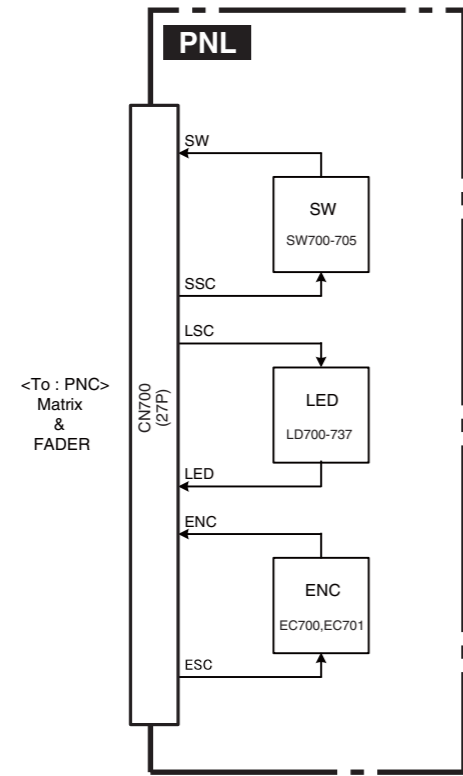 PNL
SW
SW
SW700-705
SSC
LSC
<To : PNC>
Matrix
&
FADER
CN700
(27P)
LED
LD700-737
LED
ENC
ENC
EC700,EC701
ESC